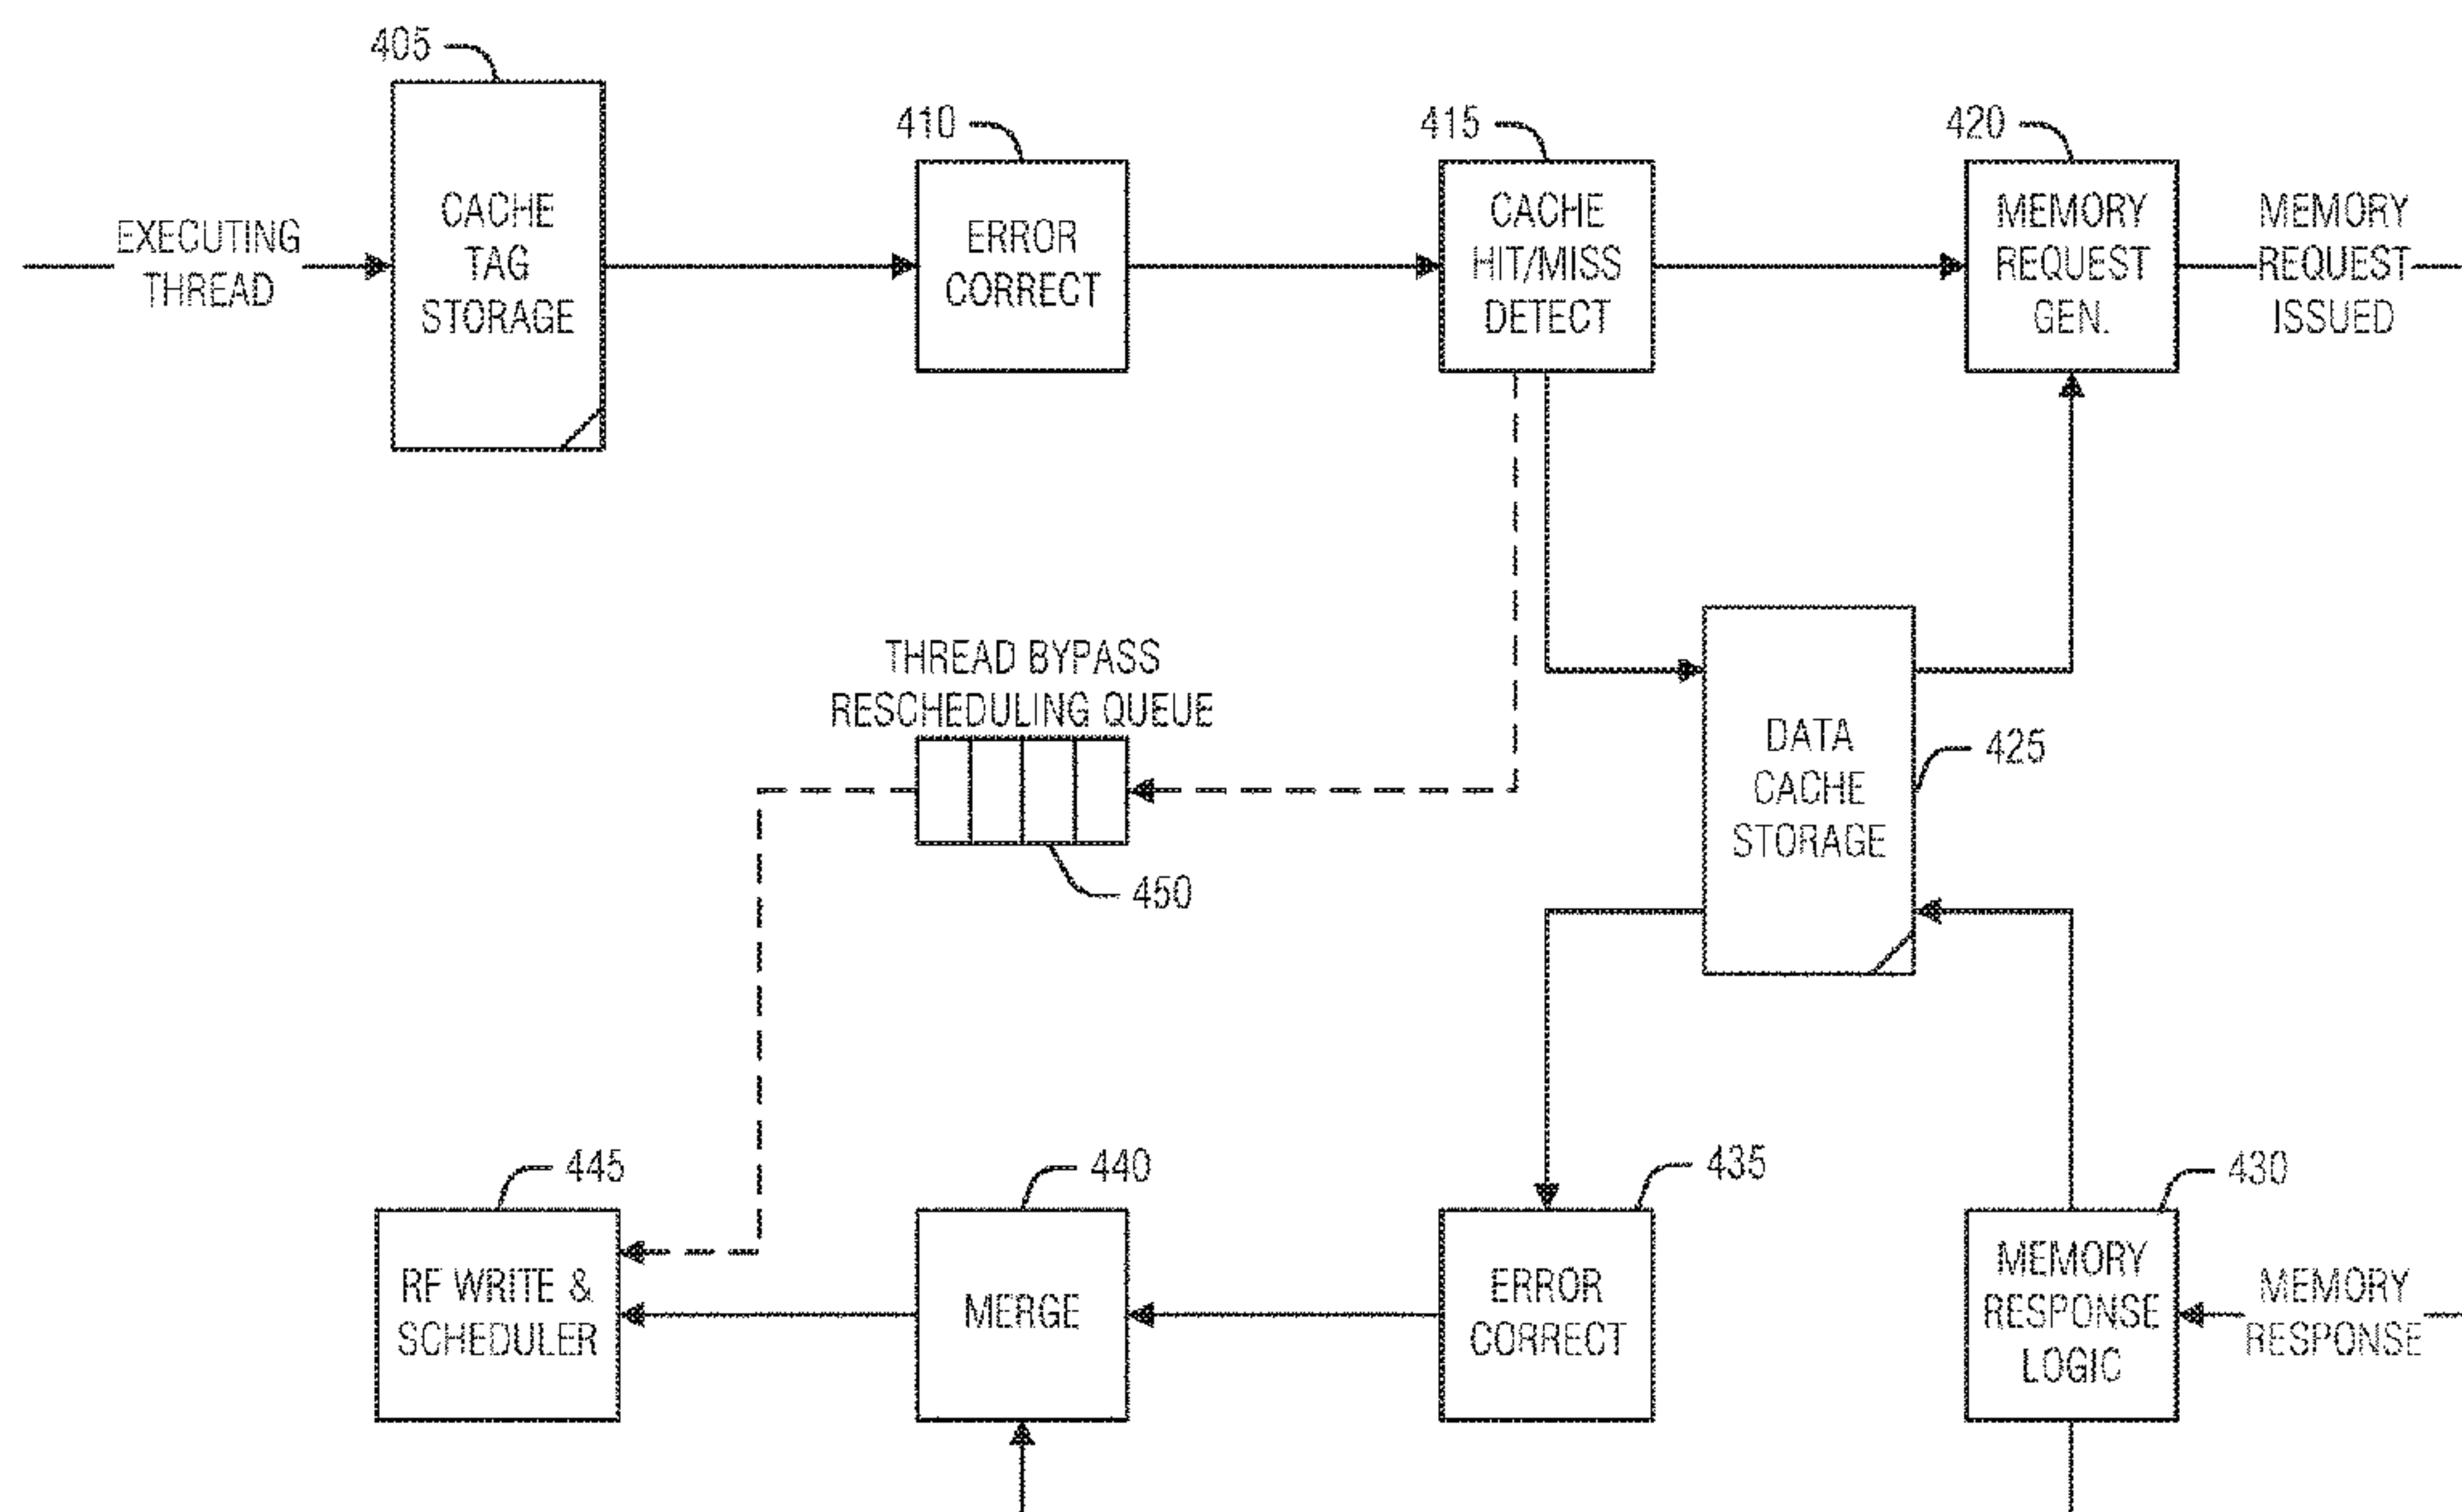 405
410
415
420
EXECUTING
THREAD
CACHE
TAG
STORAGE
ERROR
CORRECT
CACHE
HIT/MISS
DETECT
MEMORY
REQUEST
GEN.
MEMORY
REQUEST
ISSUED
THREAD BYPASS
RESCHEDULING QUEUE
450
DATA
CACHE
STORAGE
425
445
440
435
430
RF WRITE &
SCHEDULER
MERGE
ERROR
CORRECT
MEMORY
RESPONSE
LOGIC
MEMORY
RESPONSE